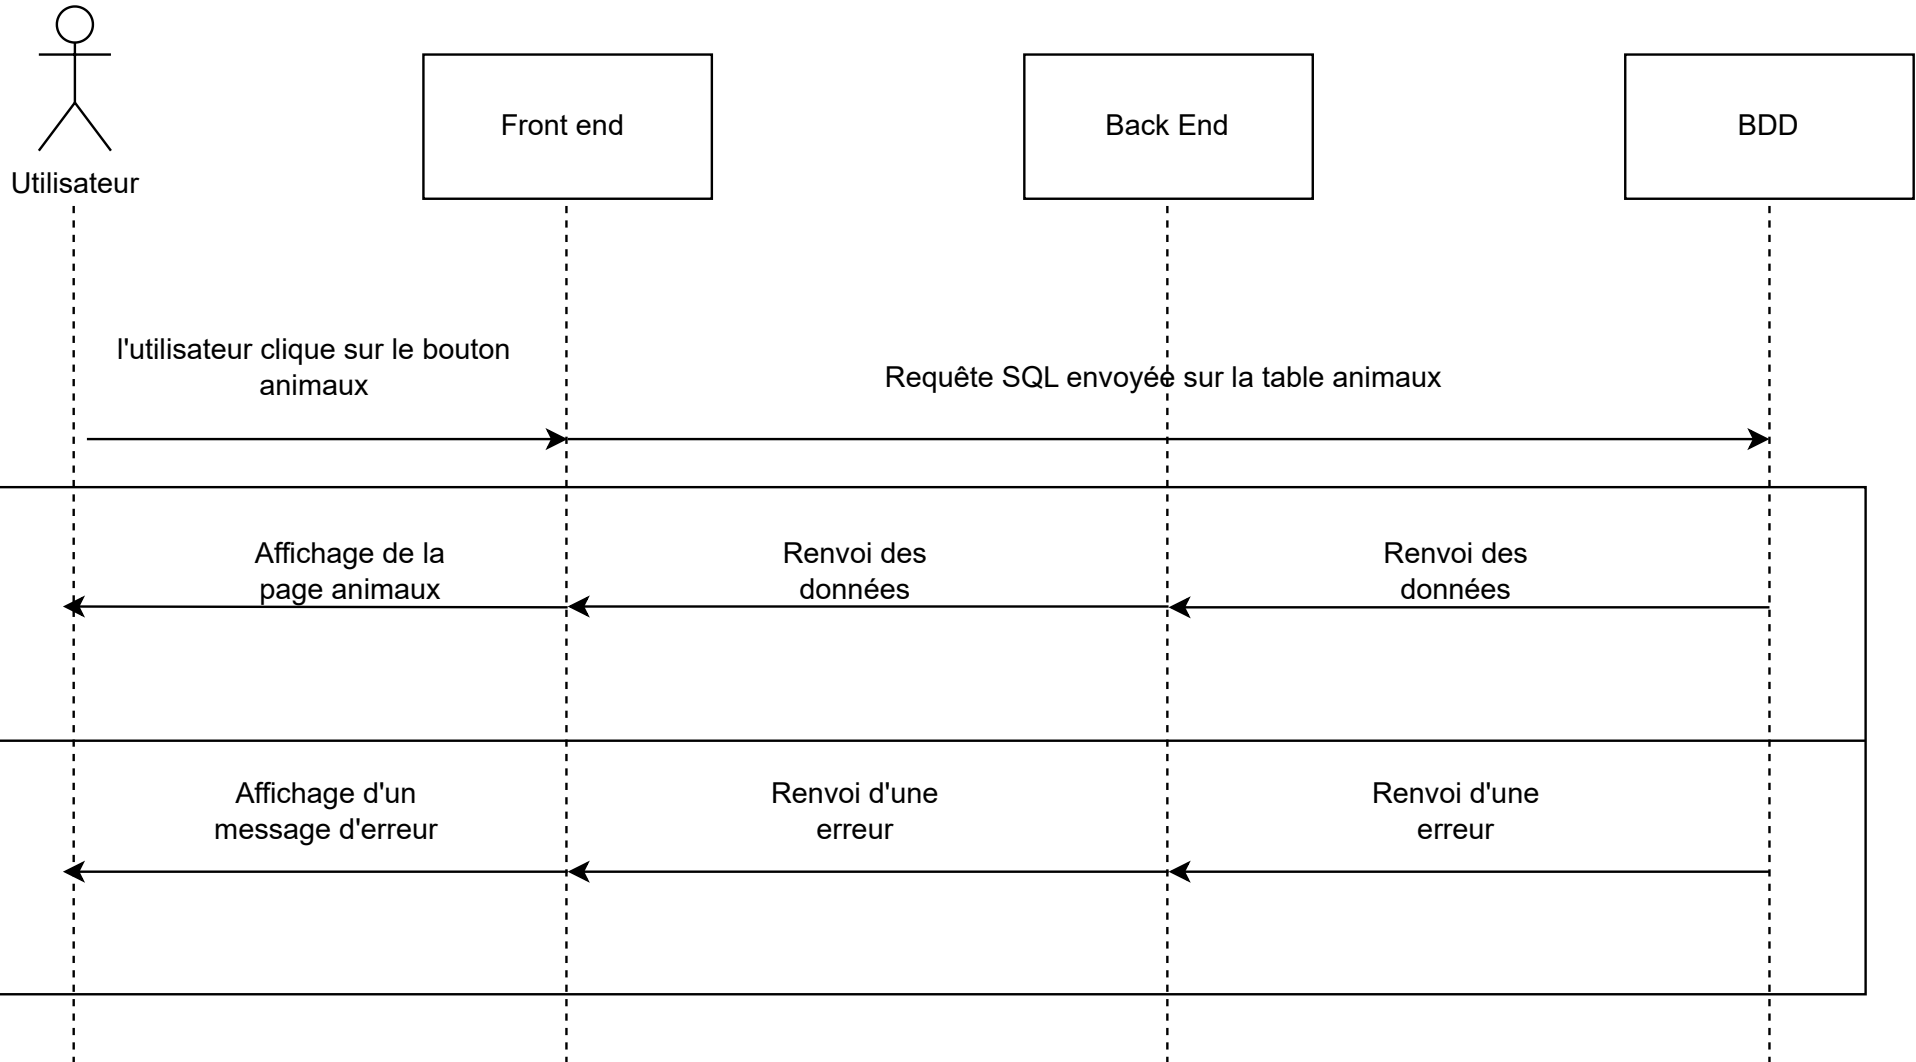 Utilisateur
Front end
Back End
BDD
l'utilisateur clique sur le bouton
animaux
Requête SQL envoyée sur la table animaux
Affichage de la
page animaux
Renvoi des
données
Renvoi des
données
Affichage d'un
message d'erreur
Renvoi d'une
erreur
Renvoi d'une
erreur